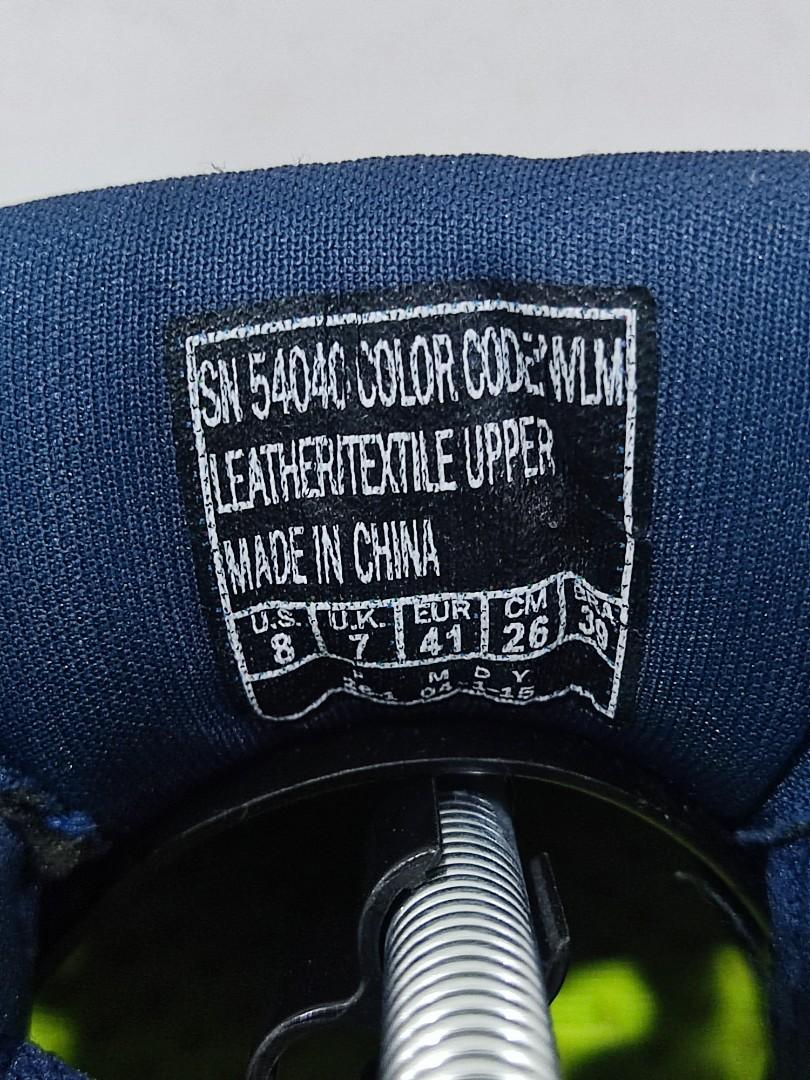 SN 54040 COLOR CODE WLM
LEATHER/TEXTILE UPPER
MADE IN CHINA
U.S. U.K. EUR CM BRA
8 7 41 26 39
M D Y